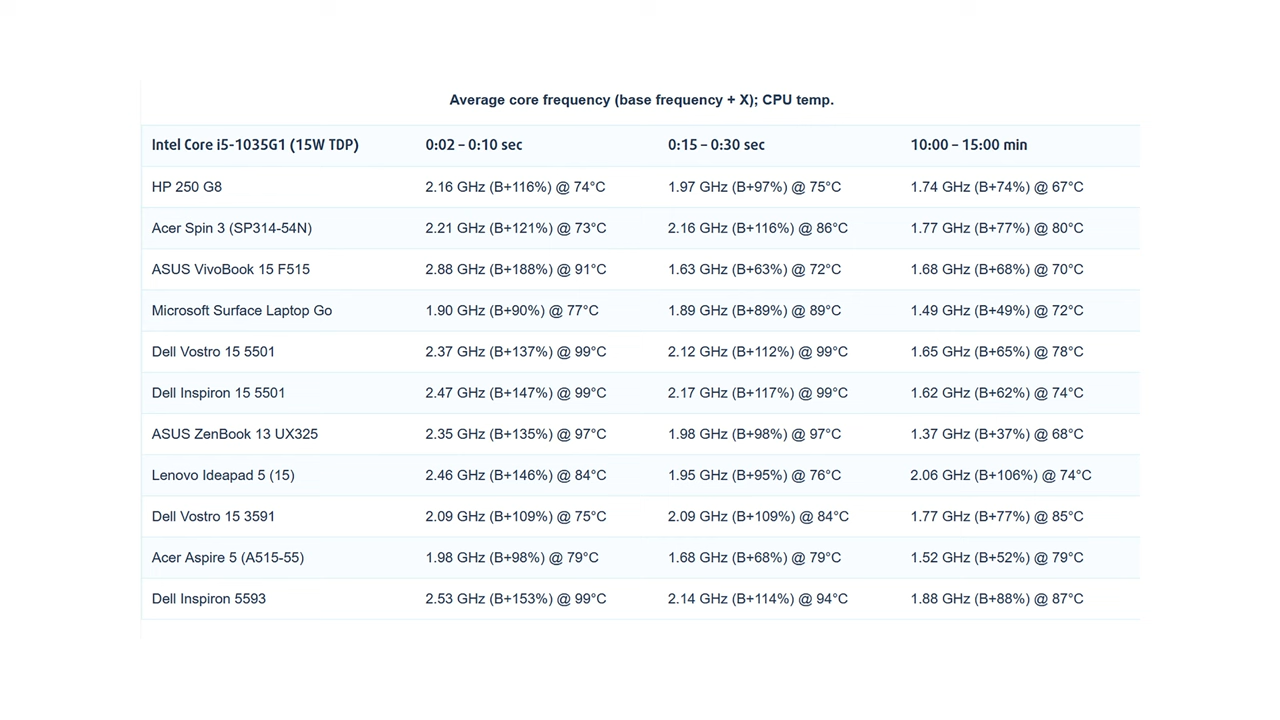 Average core frequency (base frequency + X); CPU temp.
Intel Core i5-1035G1 (15W TDP) 0:02 – 0:10 sec 0:15 – 0:30 sec 10:00 – 15:00 min
HP 250 G8 2.16 GHz (B+116%) @ 74°C 1.97 GHz (B+97%) @ 75°C 1.74 GHz (B+74%) @ 67°C
Acer Spin 3 (SP314-54N) 2.21 GHz (B+121%) @ 73°C 2.16 GHz (B+116%) @ 86°C 1.77 GHz (B+77%) @ 80°C
ASUS VivoBook 15 F515 2.88 GHz (B+188%) @ 91°C 1.63 GHz (B+63%) @ 72°C 1.68 GHz (B+68%) @ 70°C
Microsoft Surface Laptop Go 1.90 GHz (B+90%) @ 77°C 1.89 GHz (B+89%) @ 89°C 1.49 GHz (B+49%) @ 72°C
Dell Vostro 15 5501 2.37 GHz (B+137%) @ 99°C 2.12 GHz (B+112%) @ 99°C 1.65 GHz (B+65%) @ 78°C
Dell Inspiron 15 5501 2.47 GHz (B+147%) @ 99°C 2.17 GHz (B+117%) @ 99°C 1.62 GHz (B+62%) @ 74°C
ASUS ZenBook 13 UX325 2.35 GHz (B+135%) @ 97°C 1.98 GHz (B+98%) @ 97°C 1.37 GHz (B+37%) @ 68°C
Lenovo Ideapad 5 (15) 2.46 GHz (B+146%) @ 84°C 1.95 GHz (B+95%) @ 76°C 2.06 GHz (B+106%) @ 74°C
Dell Vostro 15 3591 2.09 GHz (B+109%) @ 75°C 2.09 GHz (B+109%) @ 84°C 1.77 GHz (B+77%) @ 85°C
Acer Aspire 5 (A515-55) 1.98 GHz (B+98%) @ 79°C 1.68 GHz (B+68%) @ 79°C 1.52 GHz (B+52%) @ 79°C
Dell Inspiron 5593 2.53 GHz (B+153%) @ 99°C 2.14 GHz (B+114%) @ 94°C 1.88 GHz (B+88%) @ 87°C